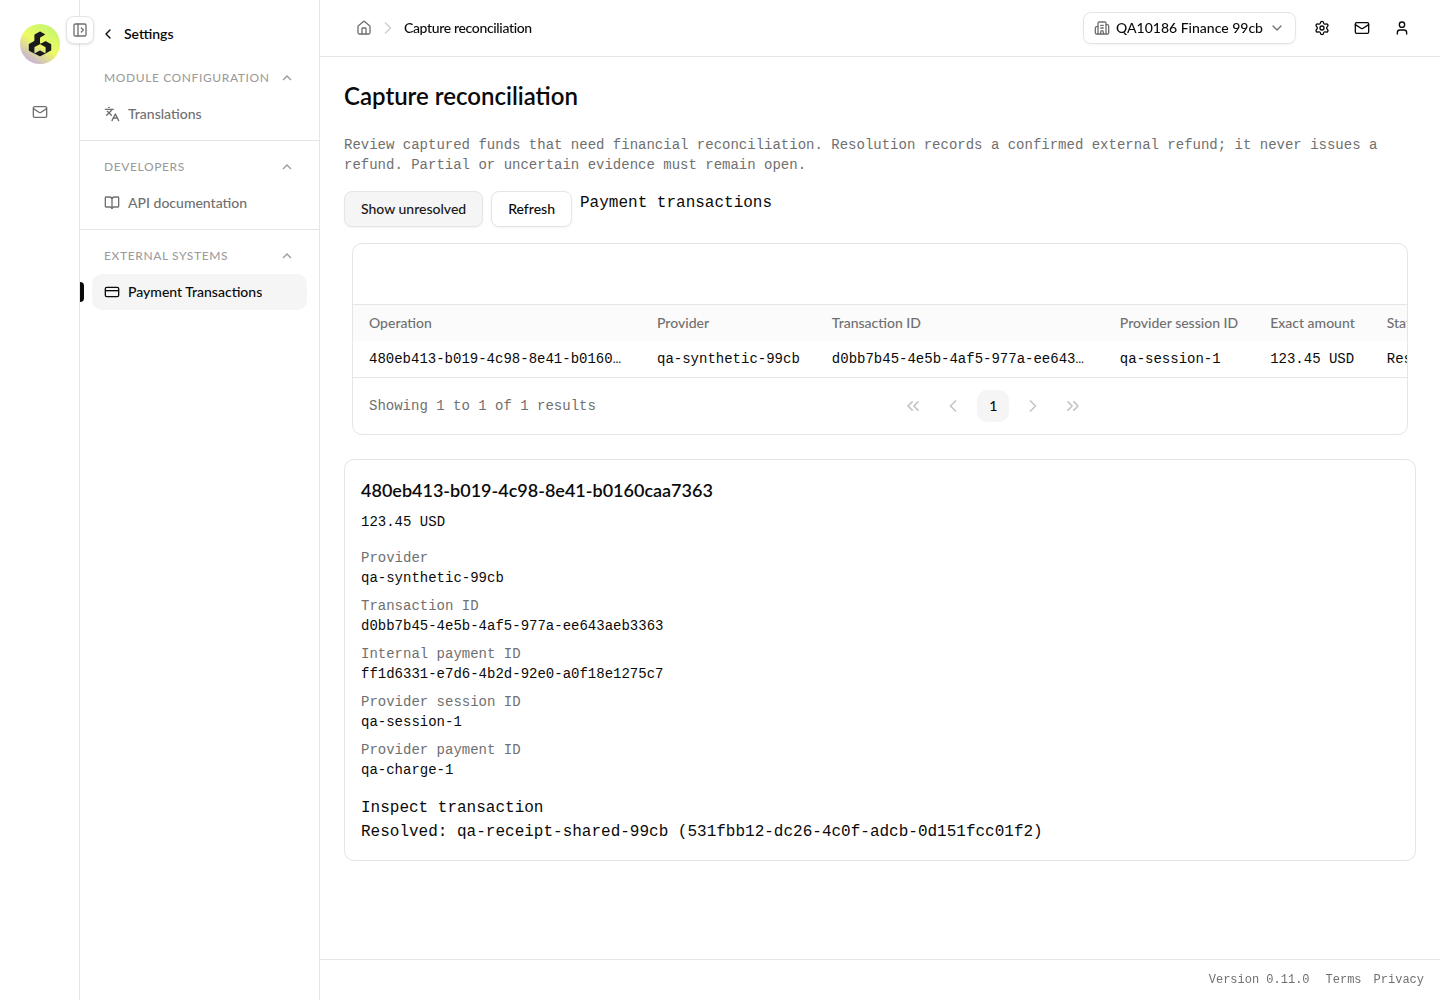 Settings
MODULE CONFIGURATION
Translations
DEVELOPERS
API documentation
EXTERNAL SYSTEMS
Payment Transactions
Capture reconciliation
QA10186 Finance 99cb
Capture reconciliation
Review captured funds that need financial reconciliation. Resolution records a confirmed external refund; it never issues a
refund. Partial or uncertain evidence must remain open.
Show unresolved
Refresh
Payment transactions
Operation Provider Transaction ID Provider session ID Exact amount Sta
480eb413-b019-4c98-8e41-b0160… qa-synthetic-99cb d0bb7b45-4e5b-4af5-977a-ee643… qa-session-1 123.45 USD Res
Showing 1 to 1 of 1 results
1
480eb413-b019-4c98-8e41-b0160caa7363
123.45 USD
Provider
qa-synthetic-99cb
Transaction ID
d0bb7b45-4e5b-4af5-977a-ee643aeb3363
Internal payment ID
ff1d6331-e7d6-4b2d-92e0-a0f18e1275c7
Provider session ID
qa-session-1
Provider payment ID
qa-charge-1
Inspect transaction
Resolved: qa-receipt-shared-99cb (531fbb12-dc26-4c0f-adcb-0d151fcc01f2)
Version 0.11.0 Terms Privacy